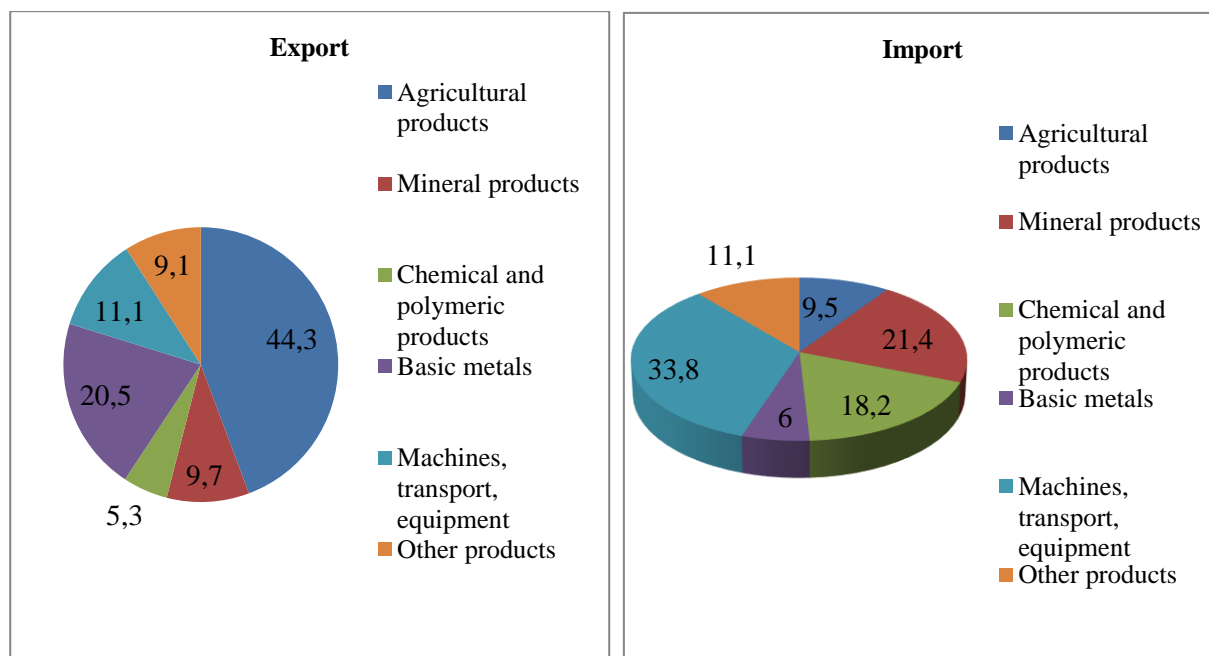 Export
Agricultural
products
Mineral products
Chemical and
polymeric
products
Basic metals
Machines,
transport,
equipment
Other products
9,1
11,1
44,3
20,5
9,7
5,3
Import
Agricultural
products
Mineral products
Chemical and
polymeric
products
Basic metals
Machines,
transport,
equipment
Other products
11,1
9,5
21,4
33,8
18,2
6